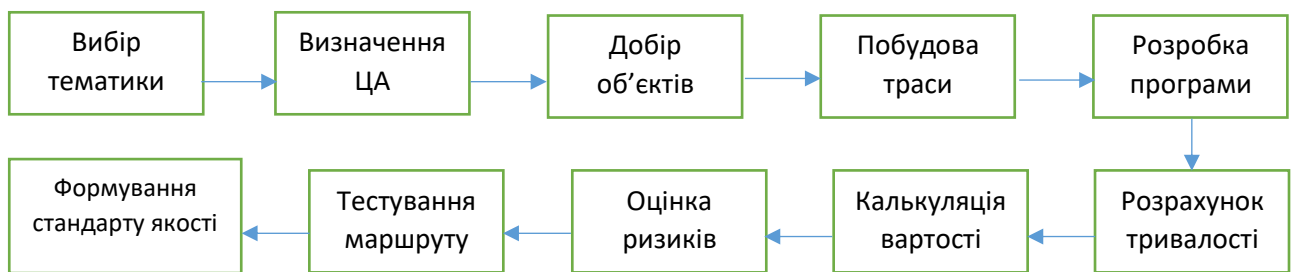 Вибір
тематики
Визначення
ЦА
Добір
об’єктів
Побудова
траси
Розробка
програми
Формування
стандарту якості
Тестування
маршруту
Оцінка
ризиків
Калькуляція
вартості
Розрахунок
тривалості